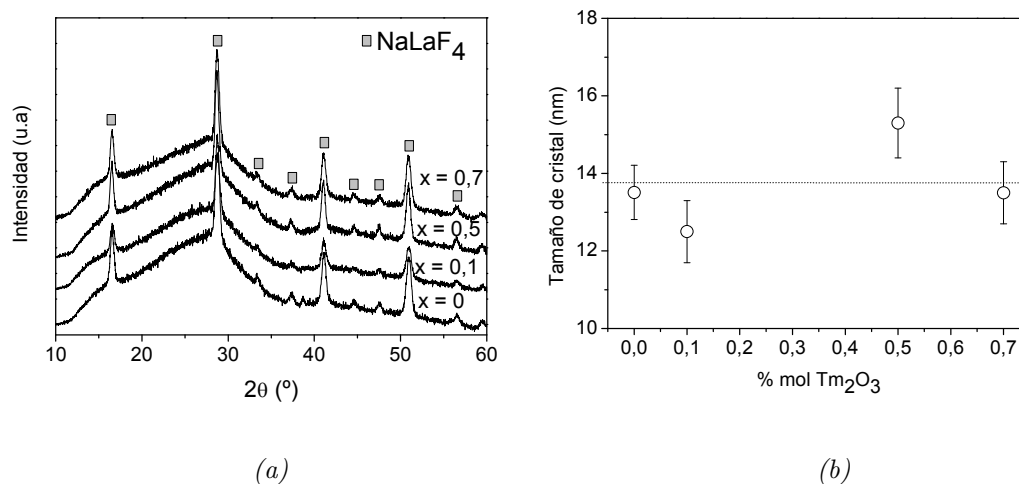 NaLaF4
Intensidad (u.a)
x = 0,7
x = 0,5
x = 0,1
x = 0
10 20 30 40 50 60
2θ (º)
(a)
18
16
14
12
10
Tamaño de cristal (nm)
0,0 0,1 0,2 0,3 0,4 0,5 0,6 0,7
% mol Tm2O3
(b)